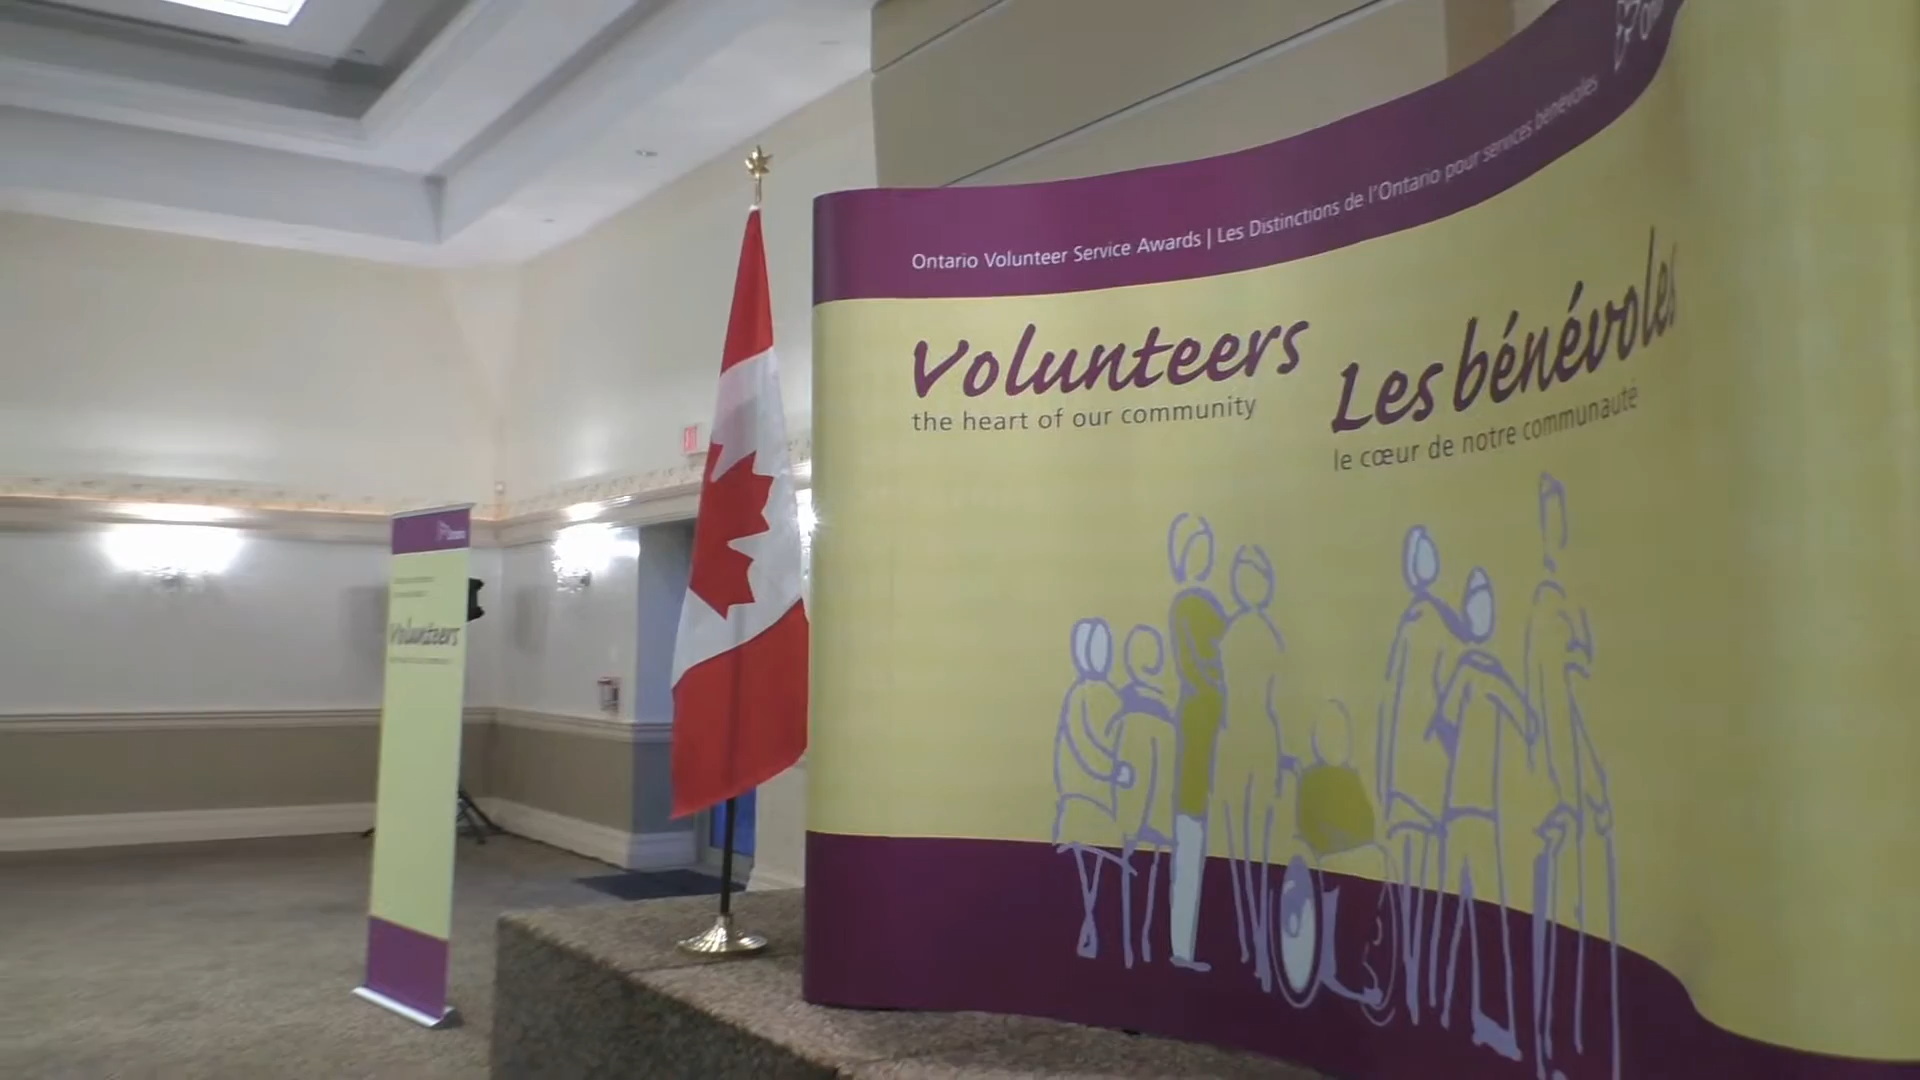 Ontario Volunteer Service Awards | Les Distinctions de l'Ontario pour services bénévoles
Volunteers
the heart of our community
Les bénévoles
le cœur de notre communauté
EXIT
Volunteers